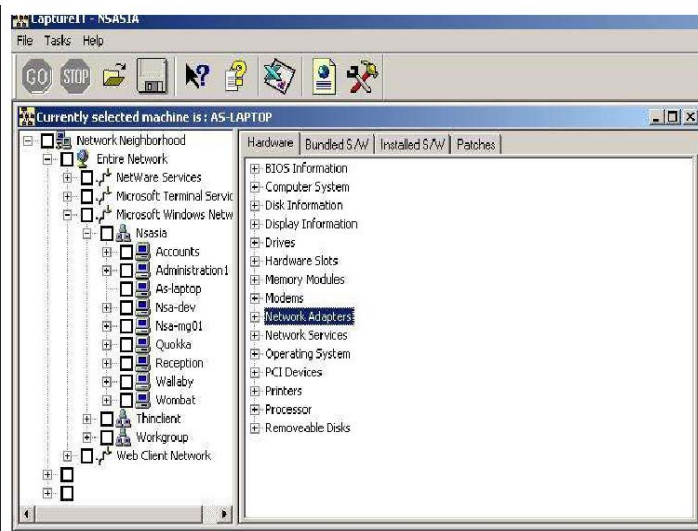 CaptureIT - NSASIA
File Tasks Help
GO STOP
Currently selected machine is : AS-LAPTOP
Network Neighborhood
Entire Network
NetWare Services
Microsoft Terminal Servic
Microsoft Windows Netw
Nsasia
Accounts
Administration1
As-laptop
Nsa-dev
Nsa-mg01
Quokka
Reception
Wallaby
Wombat
Thinclient
Workgroup
Web Client Network
Hardware Bundled S/W Installed S/W Patches
BIOS Information
Computer System
Disk Information
Display Information
Drives
Hardware Slots
Memory Modules
Modems
Network Adapters
Network Services
Operating System
PCI Devices
Printers
Processor
Removeable Disks